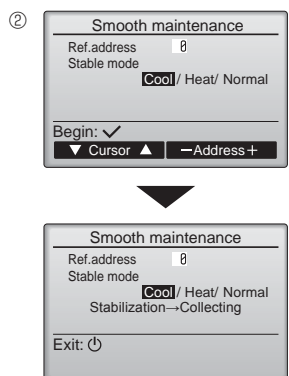 ②
Smooth maintenance
Ref.address 0
Stable mode
Cool / Heat/ Normal
Begin: ✓
▼ Cursor ▲ −Address+
Smooth maintenance
Ref.address 0
Stable mode
Cool / Heat/ Normal
Stabilization→Collecting
Exit: ⏻